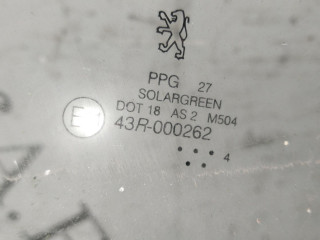 PPG 27
SOLARGREEN
DOT 18 AS 2 M504
43R-000262
4